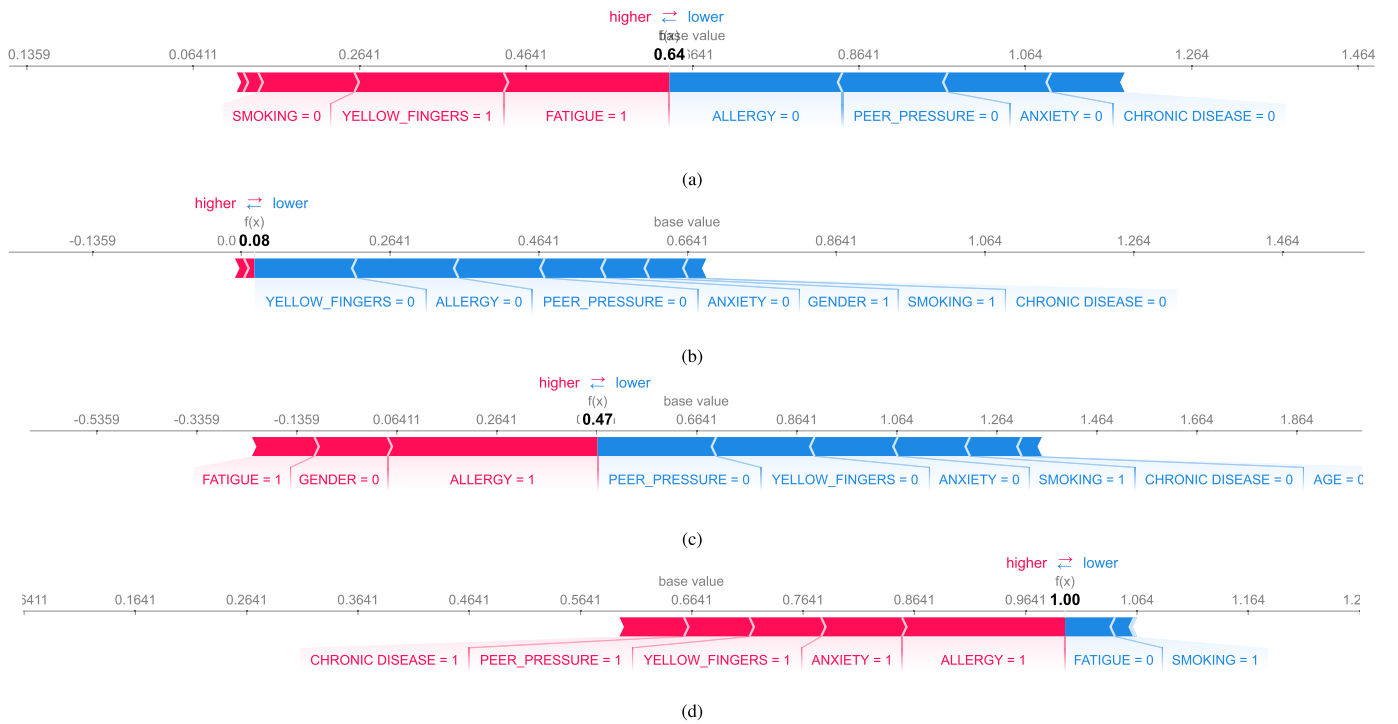 higher lower
f(x) base value
0.1359 0.06411 0.2641 0.4641 0.64 0.8641 1.064 1.264 1.464
SMOKING = 0 YELLOW_FINGERS = 1 FATIGUE = 1 ALLERGY = 0 PEER_PRESSURE = 0 ANXIETY = 0 CHRONIC DISEASE = 0
(a)
higher lower
f(x) base value
-0.1359 0.0 0.08 0.2641 0.4641 0.6641 0.8641 1.064 1.264 1.464
YELLOW_FINGERS = 0 ALLERGY = 0 PEER_PRESSURE = 0 ANXIETY = 0 GENDER = 1 SMOKING = 1 CHRONIC DISEASE = 0
(b)
higher lower
f(x) base value
-0.5359 -0.3359 -0.1359 0.06411 0.2641 0.47 0.6641 0.8641 1.064 1.264 1.464 1.664 1.864
FATIGUE = 1 GENDER = 0 ALLERGY = 1 PEER_PRESSURE = 0 YELLOW_FINGERS = 0 ANXIETY = 0 SMOKING = 1 CHRONIC DISEASE = 0 AGE = 0
(c)
higher lower
base value f(x)
6411 0.1641 0.2641 0.3641 0.4641 0.5641 0.6641 0.7641 0.8641 0.9641 1.00 1.064 1.164 1.2
CHRONIC DISEASE = 1 PEER_PRESSURE = 1 YELLOW_FINGERS = 1 ANXIETY = 1 ALLERGY = 1 FATIGUE = 0 SMOKING = 1
(d)